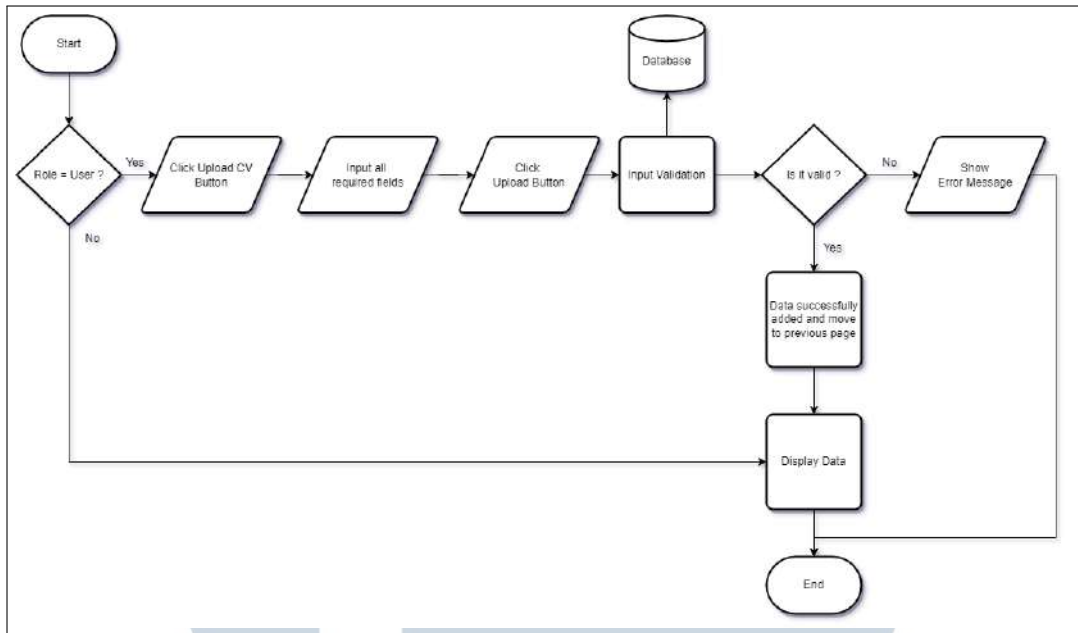 Start
Database
Role = User ?
Yes
Click Upload CV
Button
Input all
required fields
Click
Upload Button
Input Validation
Is it valid ?
No
Show
Error Message
No
Yes
Data successfully
added and move
to previous page
Display Data
End